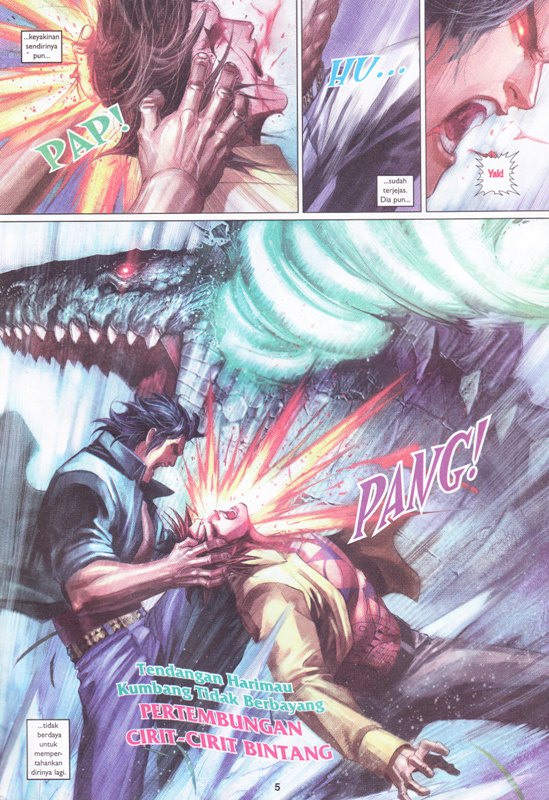 ...keyakinan
sendirinya
pun...
PAP!
HU...
...sudah
terjejas.
Dia pun...
Yald
PANG!
Tendangan Harimau
Kumbang Tidak Berbayang
PERTEMBUNGAN
CIRIT-CIRIT BINTANG
...tidak
berdaya
untuk
memper-
tahankan
dirinya lagi.
5